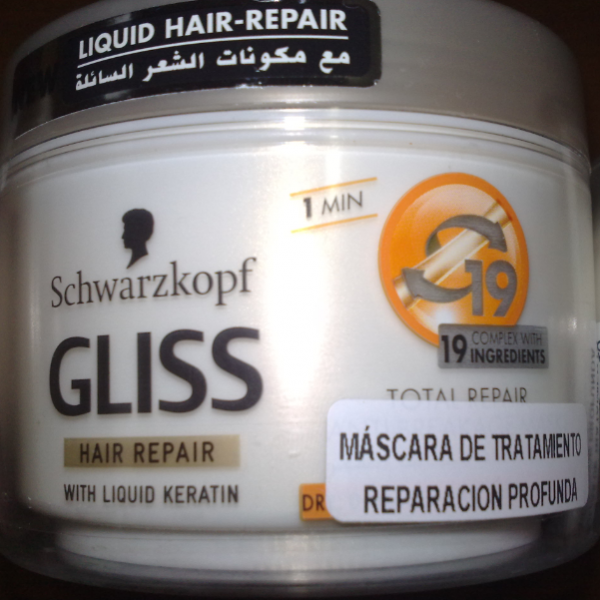 LIQUID HAIR-REPAIR
مع مكونات الشعر السائلة
1 MIN
Schwarzkopf
GLISS
HAIR REPAIR
WITH LIQUID KERATIN
19
19 COMPLEX WITH
INGREDIENTS
TOTAL REPAIR
MÁSCARA DE TRATAMIENTO
REPARACION PROFUNDA
DR